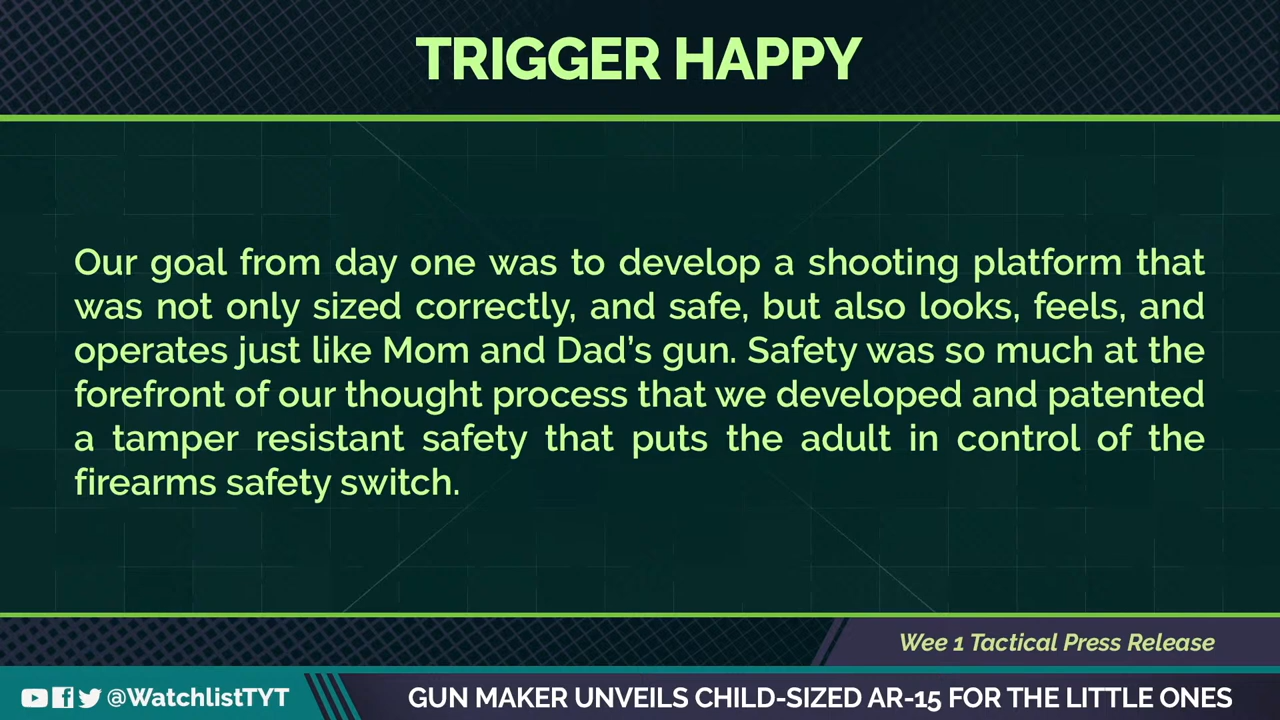 TRIGGER HAPPY
Our goal from day one was to develop a shooting platform that
was not only sized correctly, and safe, but also looks, feels, and
operates just like Mom and Dad’s gun. Safety was so much at the
forefront of our thought process that we developed and patented
a tamper resistant safety that puts the adult in control of the
firearms safety switch.
Wee 1 Tactical Press Release
@WatchlistTYT
GUN MAKER UNVEILS CHILD-SIZED AR-15 FOR THE LITTLE ONES